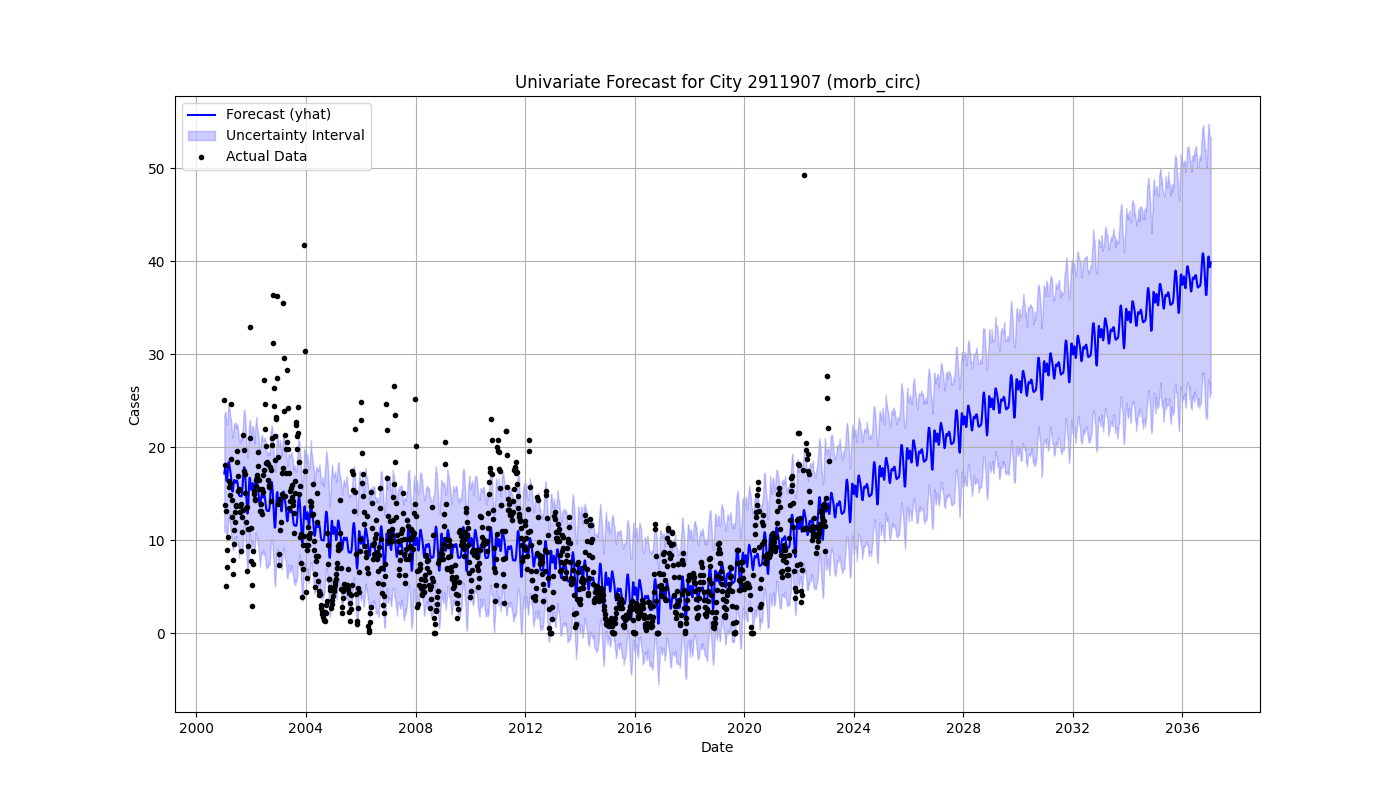 Univariate Forecast for City 2911907 (morb_circ)
Forecast (yhat)
Uncertainty Interval
Actual Data
50
40
30
20
10
0
Cases
2000 2004 2008 2012 2016 2020 2024 2028 2032 2036
Date